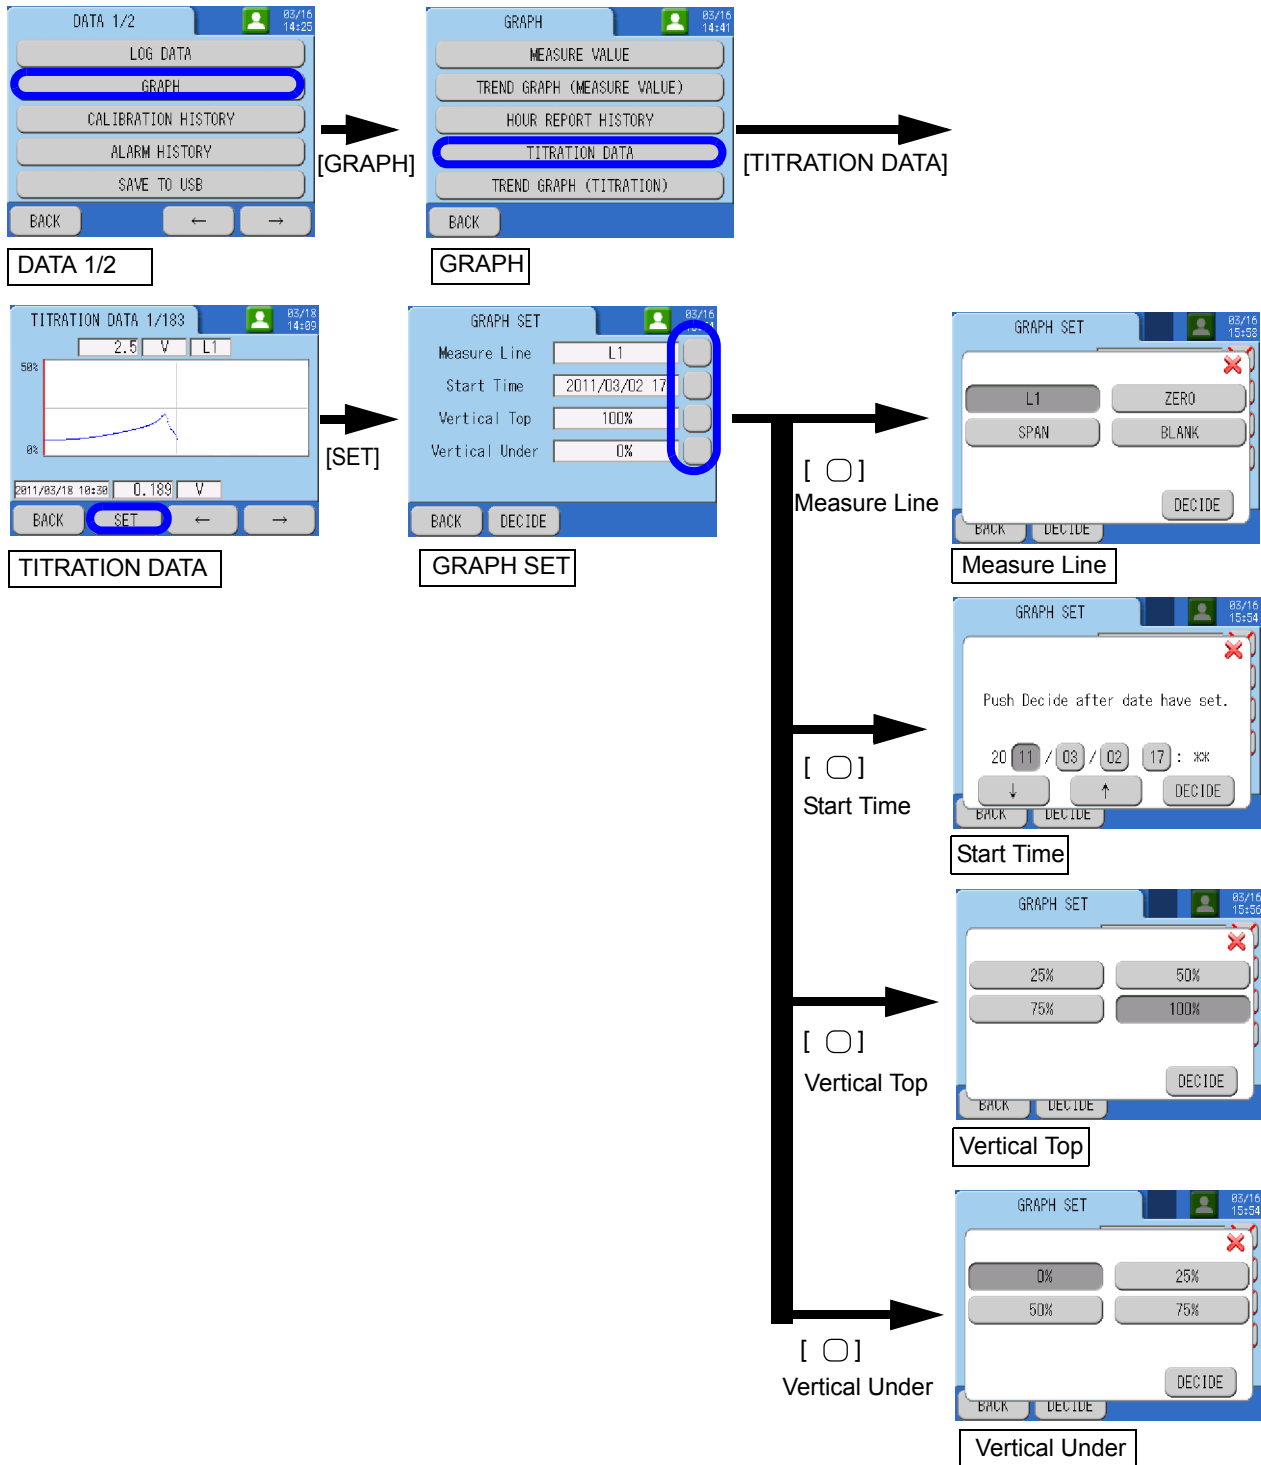 DATA 1/2
03/16
14:25
LOG DATA
GRAPH
CALIBRATION HISTORY
ALARM HISTORY
SAVE TO USB
BACK ← →
DATA 1/2
[GRAPH]
GRAPH
03/16
14:41
MEASURE VALUE
TREND GRAPH (MEASURE VALUE)
HOUR REPORT HISTORY
TITRATION DATA
TREND GRAPH (TITRATION)
BACK
GRAPH
[TITRATION DATA]
TITRATION DATA 1/183
03/18
14:09
2.5 V L1
50%
0%
2011/03/18 10:30 0.189 V
BACK SET ← →
TITRATION DATA
[SET]
GRAPH SET
03/16
Measure Line L1
Start Time 2011/03/02 17
Vertical Top 100%
Vertical Under 0%
BACK DECIDE
GRAPH SET
[ ▢ ]
Measure Line
GRAPH SET
03/16
15:58
L1 ZERO
SPAN BLANK
DECIDE
BACK DECIDE
Measure Line
[ ▢ ]
Start Time
GRAPH SET
03/16
15:54
Push Decide after date have set.
20 11 / 03 / 02 17 : **
↓ ↑ DECIDE
BACK DECIDE
Start Time
[ ▢ ]
Vertical Top
GRAPH SET
03/16
15:56
25% 50%
75% 100%
DECIDE
BACK DECIDE
Vertical Top
[ ▢ ]
Vertical Under
GRAPH SET
03/16
15:54
0% 25%
50% 75%
DECIDE
BACK DECIDE
Vertical Under